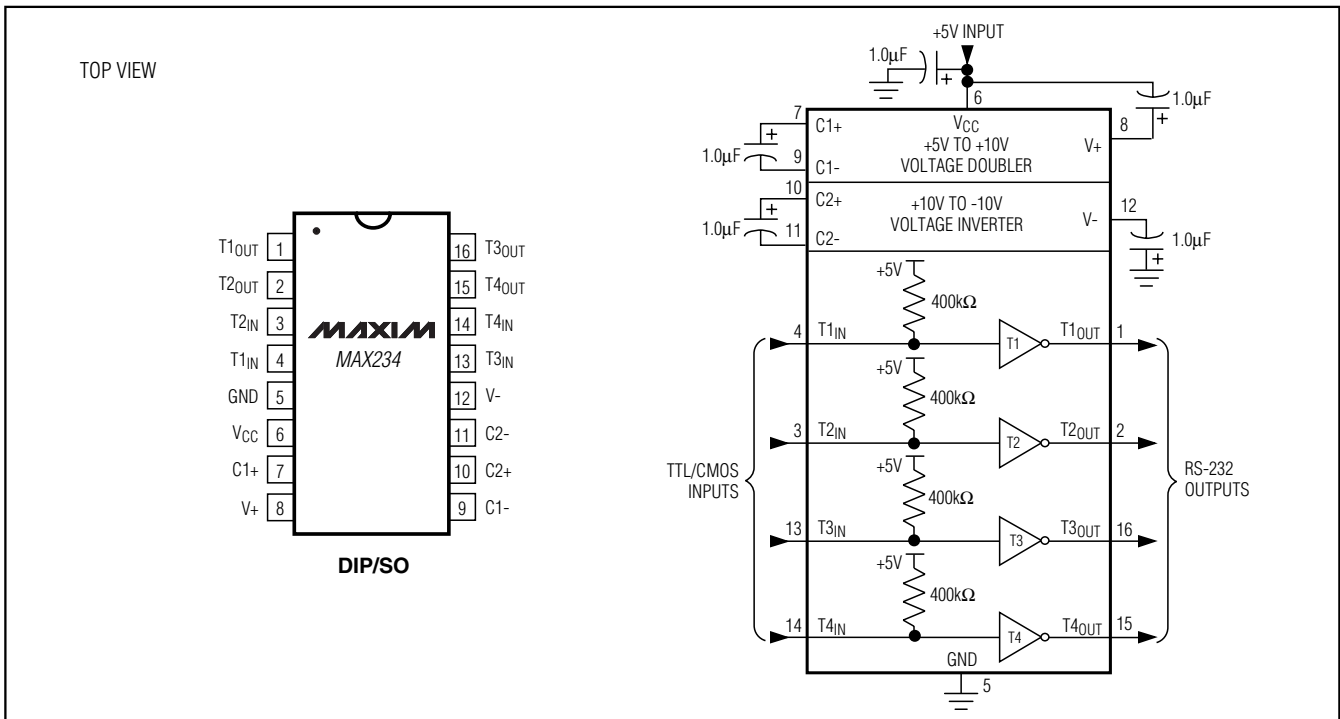 TOP VIEW
T1OUT 1
T2OUT 2
T2IN 3
T1IN 4
GND 5
VCC 6
C1+ 7
V+ 8
16 T3OUT
15 T4OUT
14 T4IN
13 T3IN
12 V-
11 C2-
10 C2+
9 C1-
MAXIM
MAX234
DIP/SO
+5V INPUT
1.0µF
+
6
1.0µF
+
7
C1+
VCC
8
V+
+5V TO +10V
VOLTAGE DOUBLER
1.0µF
+
9
C1-
10
C2+
+10V TO -10V
VOLTAGE INVERTER
12
V-
1.0µF
+
11
C2-
1.0µF
+
+5V
400kΩ
4 T1IN
T1
T1OUT 1
+5V
400kΩ
3 T2IN
T2
T2OUT 2
TTL/CMOS
INPUTS
RS-232
OUTPUTS
+5V
400kΩ
13 T3IN
T3
T3OUT 16
+5V
400kΩ
14 T4IN
T4
T4OUT 15
GND
5